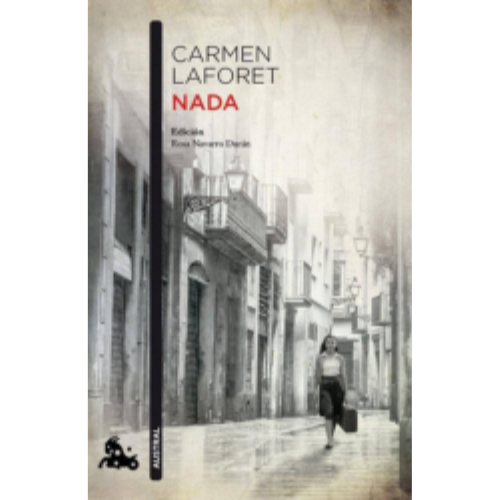 CARMEN
LAFORET
NADA
Edición
Rosa Navarro Durán
AUSTRAL